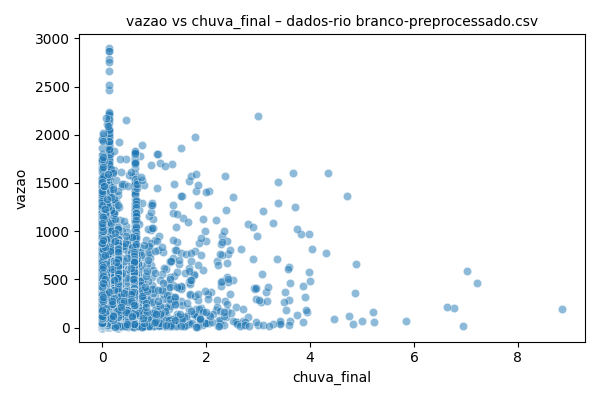 vazao vs chuva_final – dados-rio branco-preprocessado.csv
3000
2500
2000
1500
1000
500
0
vazao
0 2 4 6 8
chuva_final